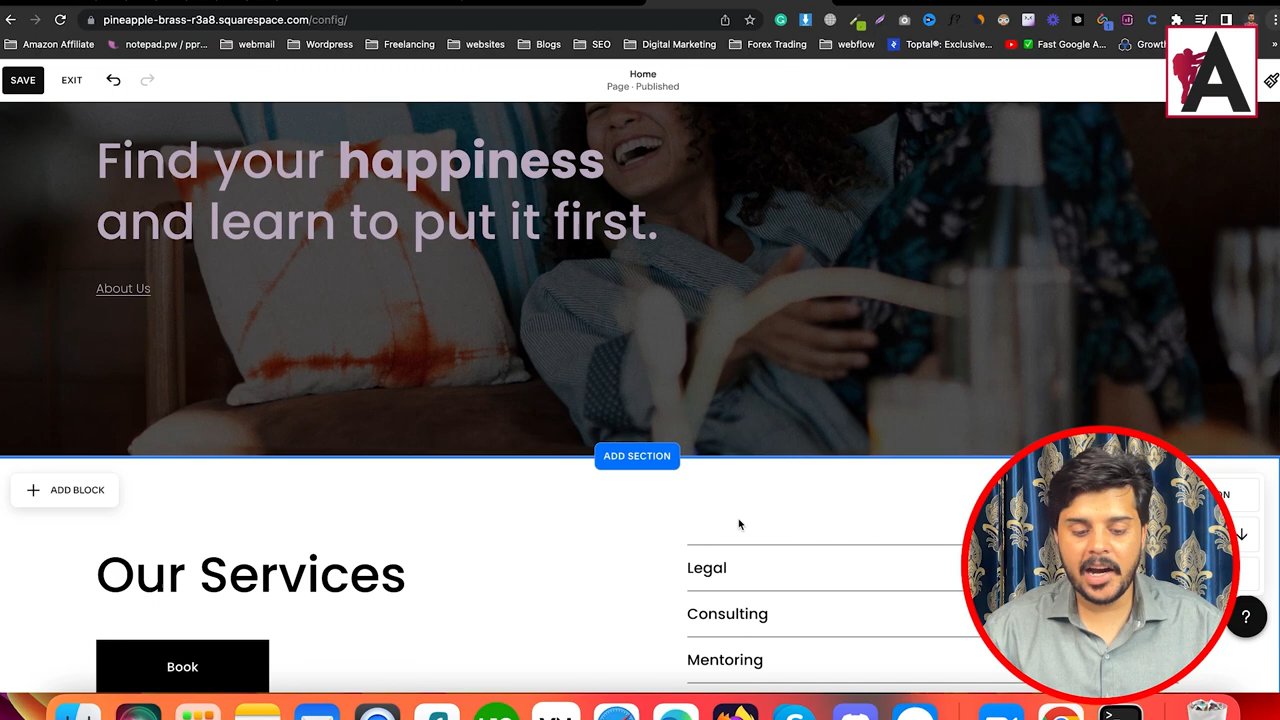 pineapple-brass-r3a8.squarespace.com/config/
Amazon Affiliate
notepad.pw / ppr...
webmail
Wordpress
Freelancing
websites
Blogs
SEO
Digital Marketing
Forex Trading
webflow
Toptal®: Exclusive...
Fast Google A...
Growth
»
SAVE
EXIT
Home
Page · Published
A
Find your happiness
and learn to put it first.
About Us
ADD SECTION
ADD BLOCK
ON
Our Services
Legal
Consulting
Mentoring
Book
?